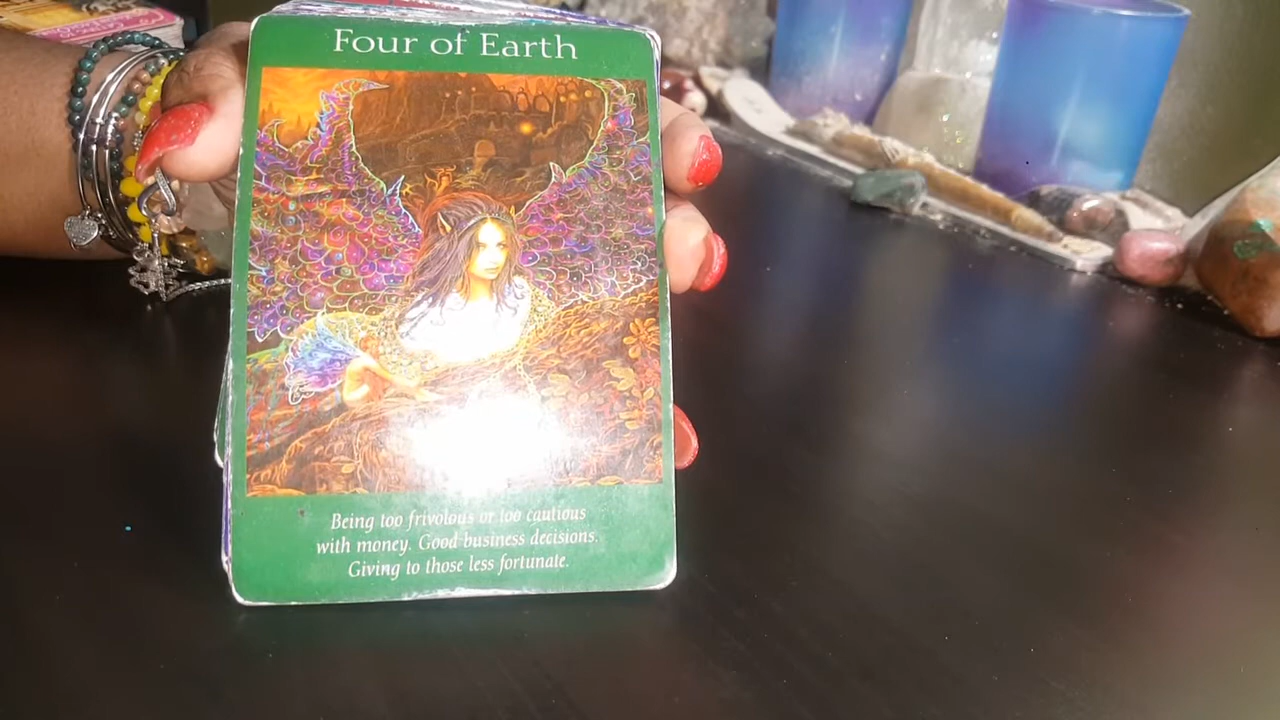 Four of Earth
Being too frivolous or too cautious
with money. Good business decisions.
Giving to those less fortunate.